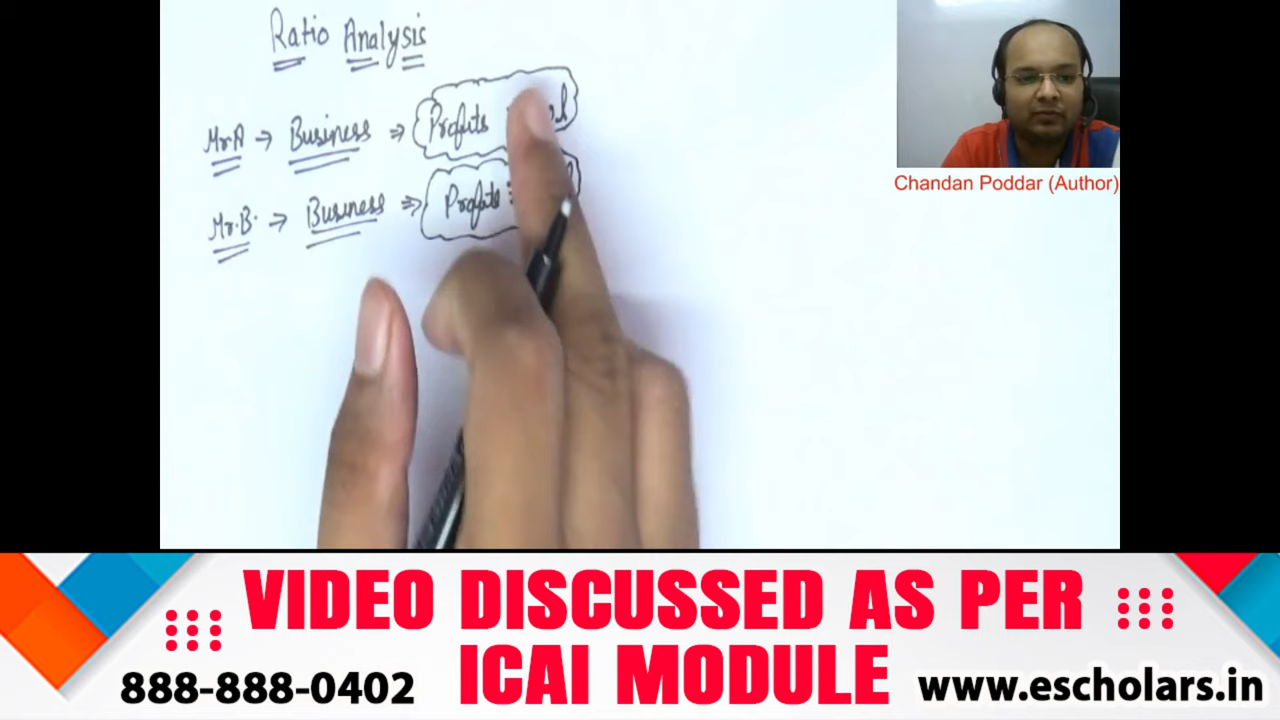 Ratio Analysis
Mr.A → Business ⇒ Profits
Mr.B. → Business ⇒ Profits
Chandan Poddar (Author)
VIDEO DISCUSSED AS PER
ICAI MODULE
888-888-0402
www.escholars.in